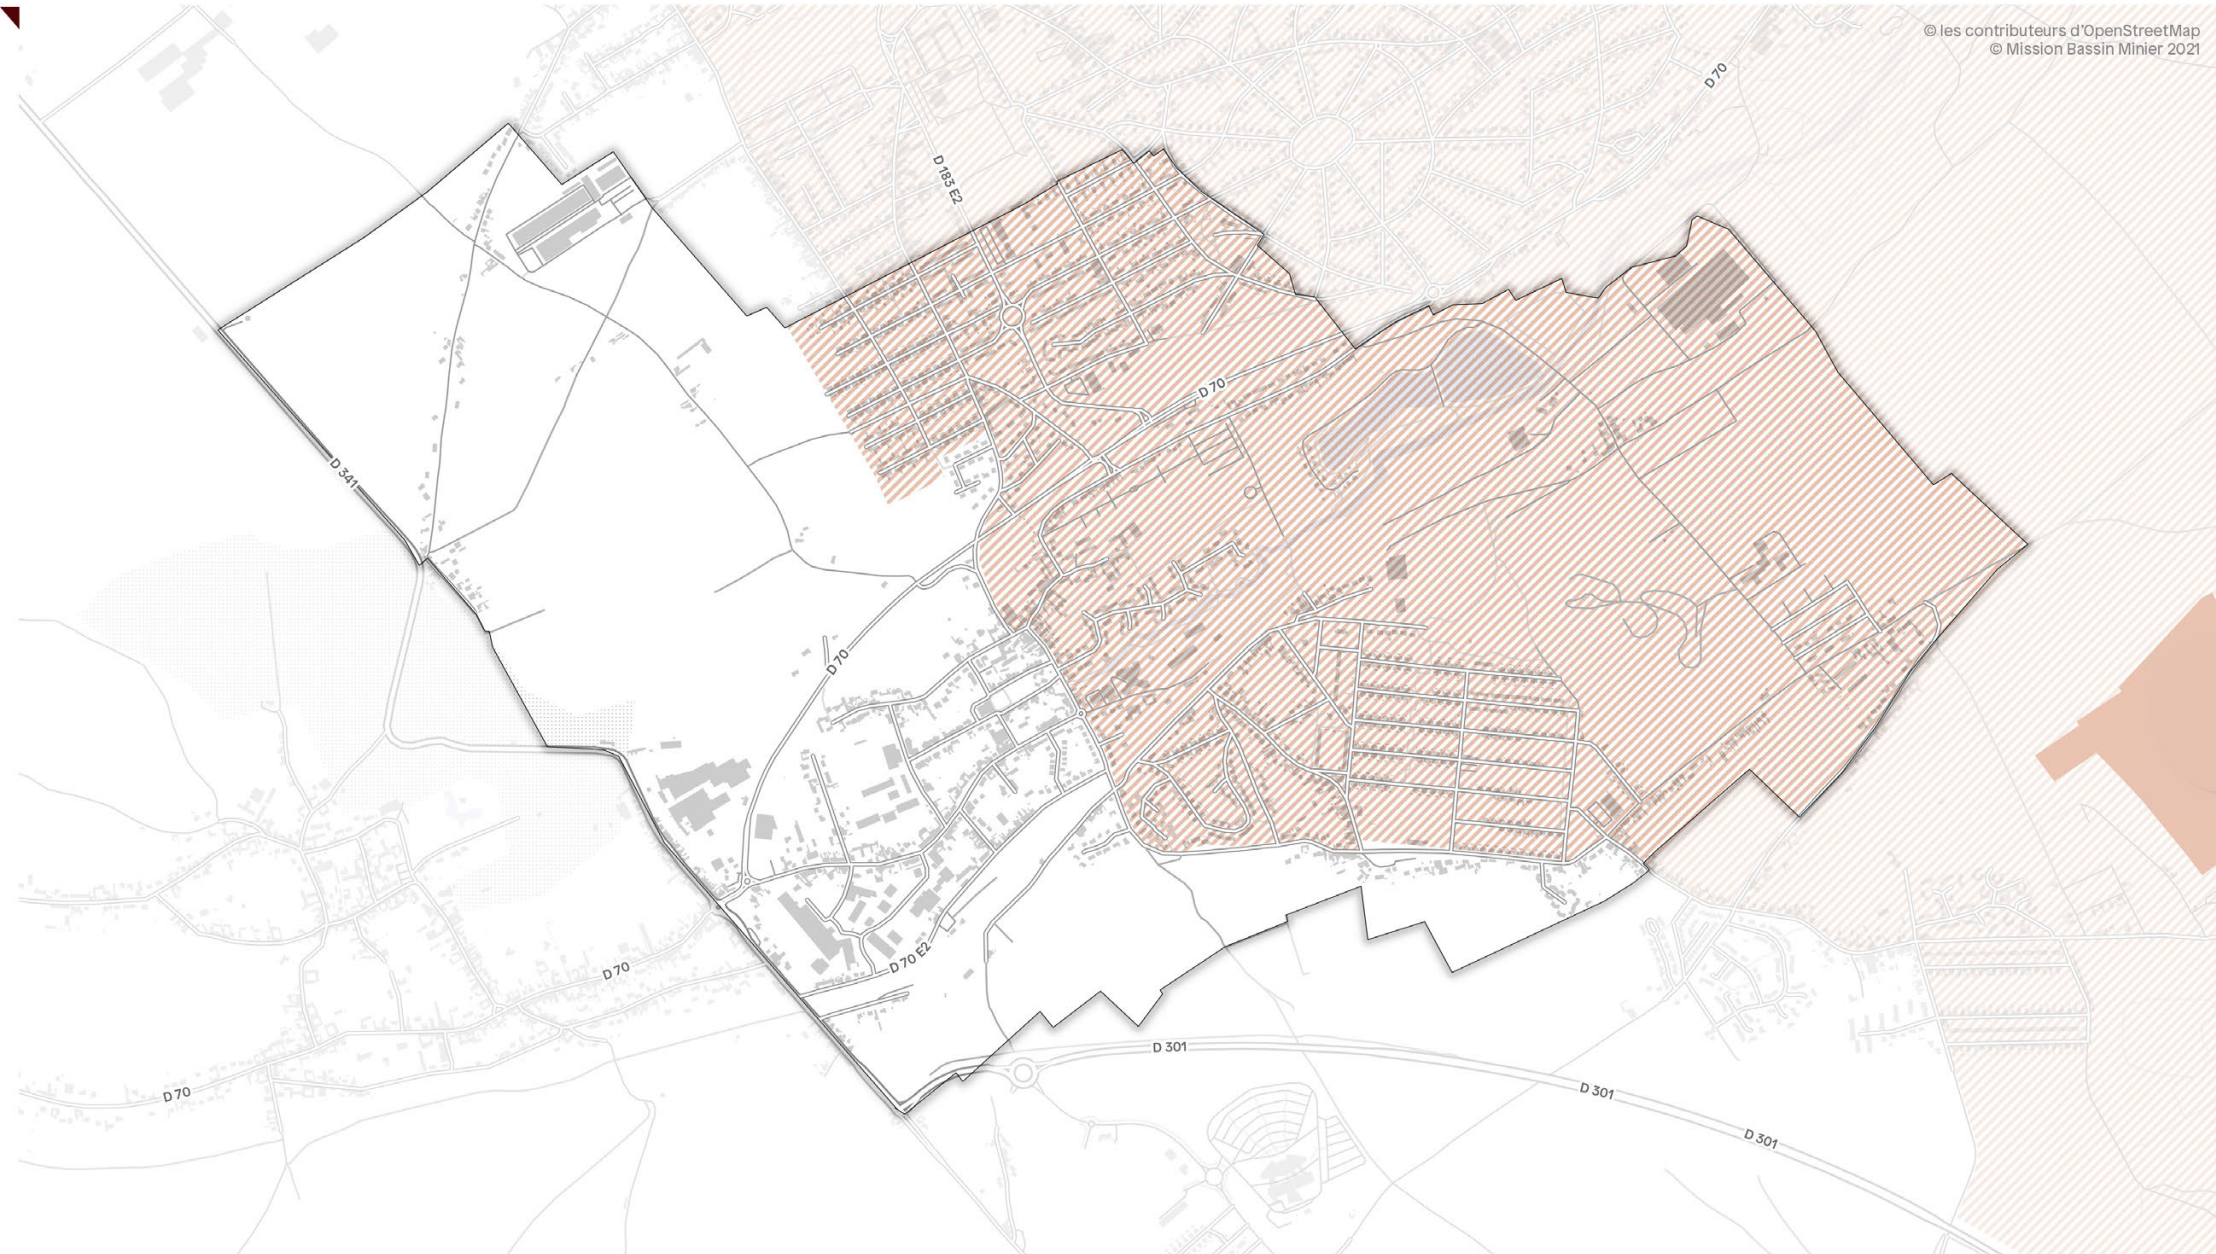 © les contributeurs d'OpenStreetMap
© Mission Bassin Minier 2021
D 70
D 183 E2
D 70
D 341
D 70
D 70 E2
D 70
D 301
D 70
D 301
D 301